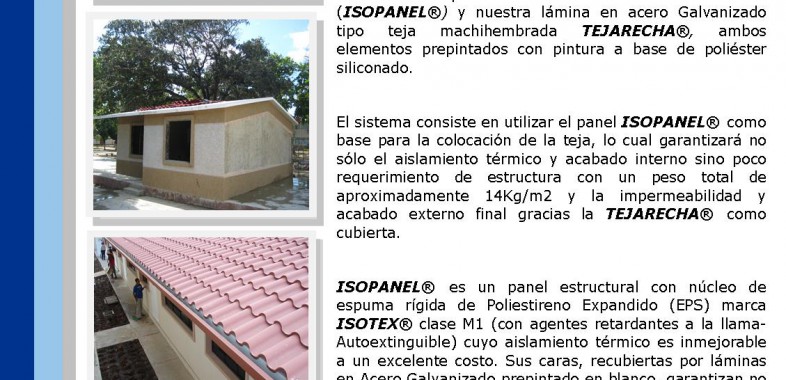 (ISOPANEL®) y nuestra lámina en acero Galvanizado
tipo teja machihembrada TEJARECHA®, ambos
elementos prepintados con pintura a base de poliéster
siliconado.
El sistema consiste en utilizar el panel ISOPANEL® como
base para la colocación de la teja, lo cual garantizará no
sólo el aislamiento térmico y acabado interno sino poco
requerimiento de estructura con un peso total de
aproximadamente 14Kg/m2 y la impermeabilidad y
acabado externo final gracias la TEJARECHA® como
cubierta.
ISOPANEL® es un panel estructural con núcleo de
espuma rígida de Poliestireno Expandido (EPS) marca
ISOTEX® clase M1 (con agentes retardantes a la llama-
Autoextinguible) cuyo aislamiento térmico es inmejorable
a un excelente costo. Sus caras, recubiertas por láminas
en Acero Galvanizado prepintado en blanco, garantizan no